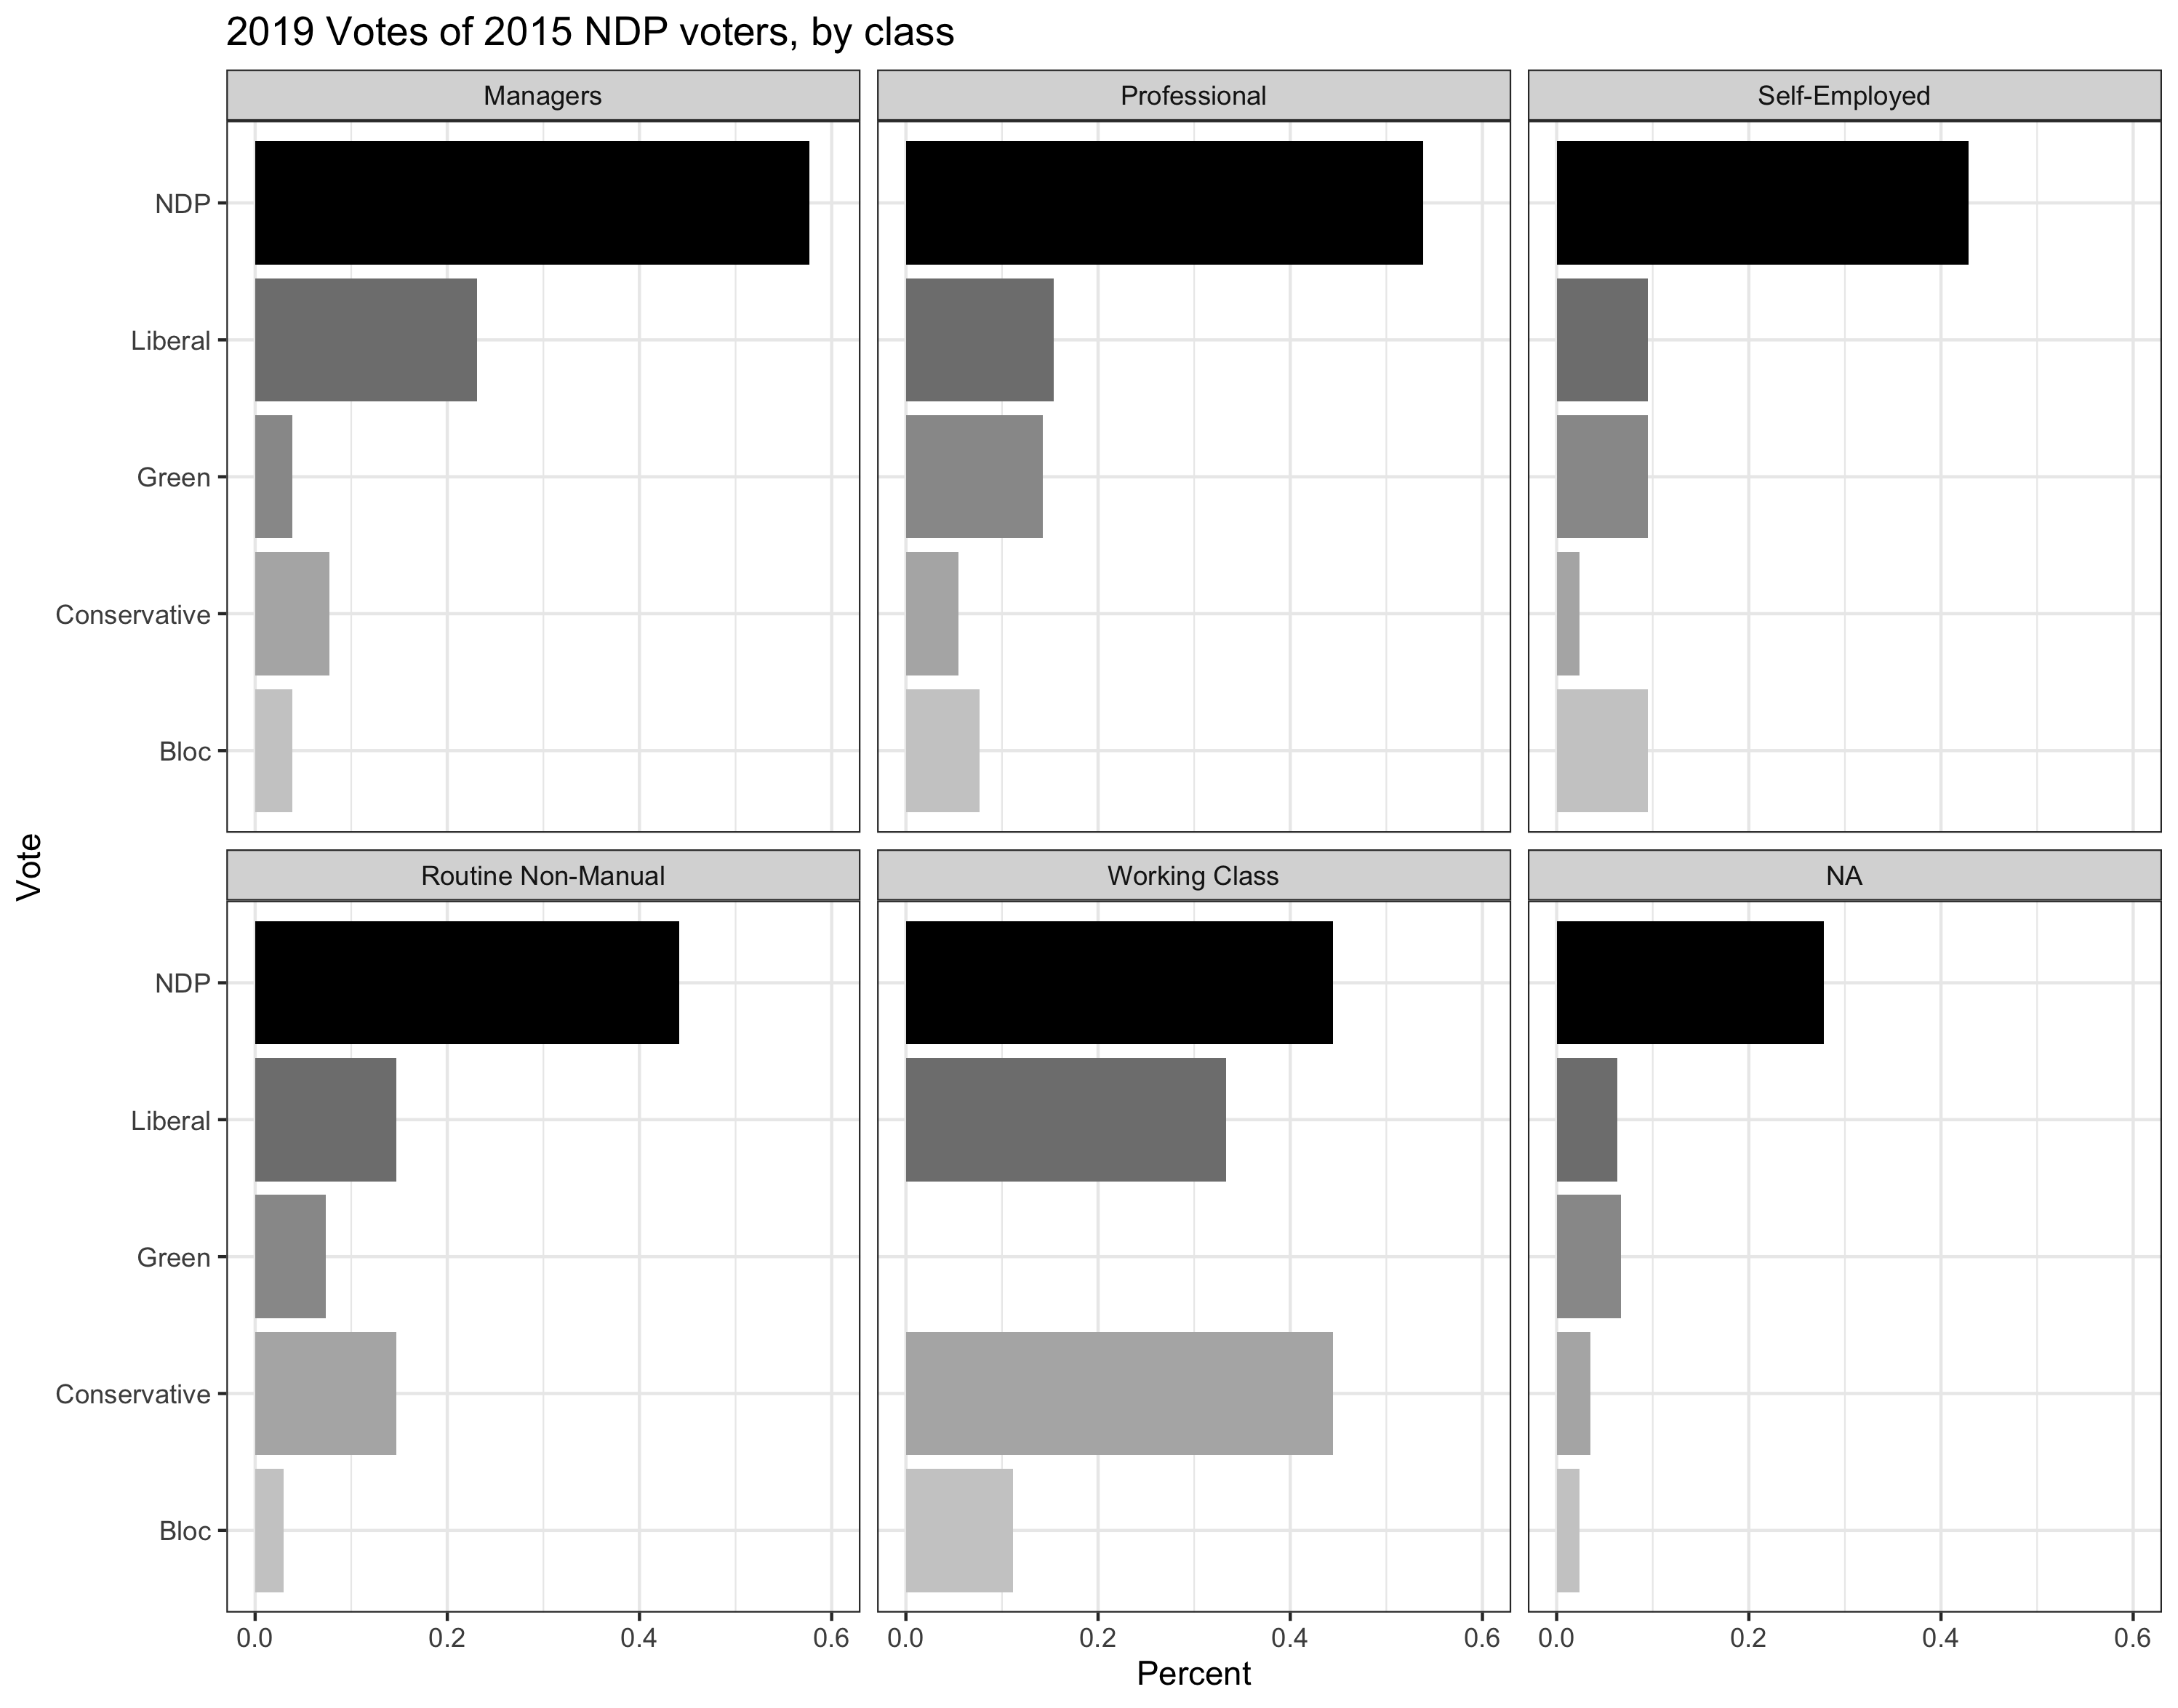 2019 Votes of 2015 NDP voters, by class
Managers
Professional
Self-Employed
NDP
Liberal
Green
Conservative
Bloc
Vote
Routine Non-Manual
Working Class
NA
NDP
Liberal
Green
Conservative
Bloc
0.0 0.2 0.4 0.6
0.0 0.2 0.4 0.6
0.0 0.2 0.4 0.6
Percent